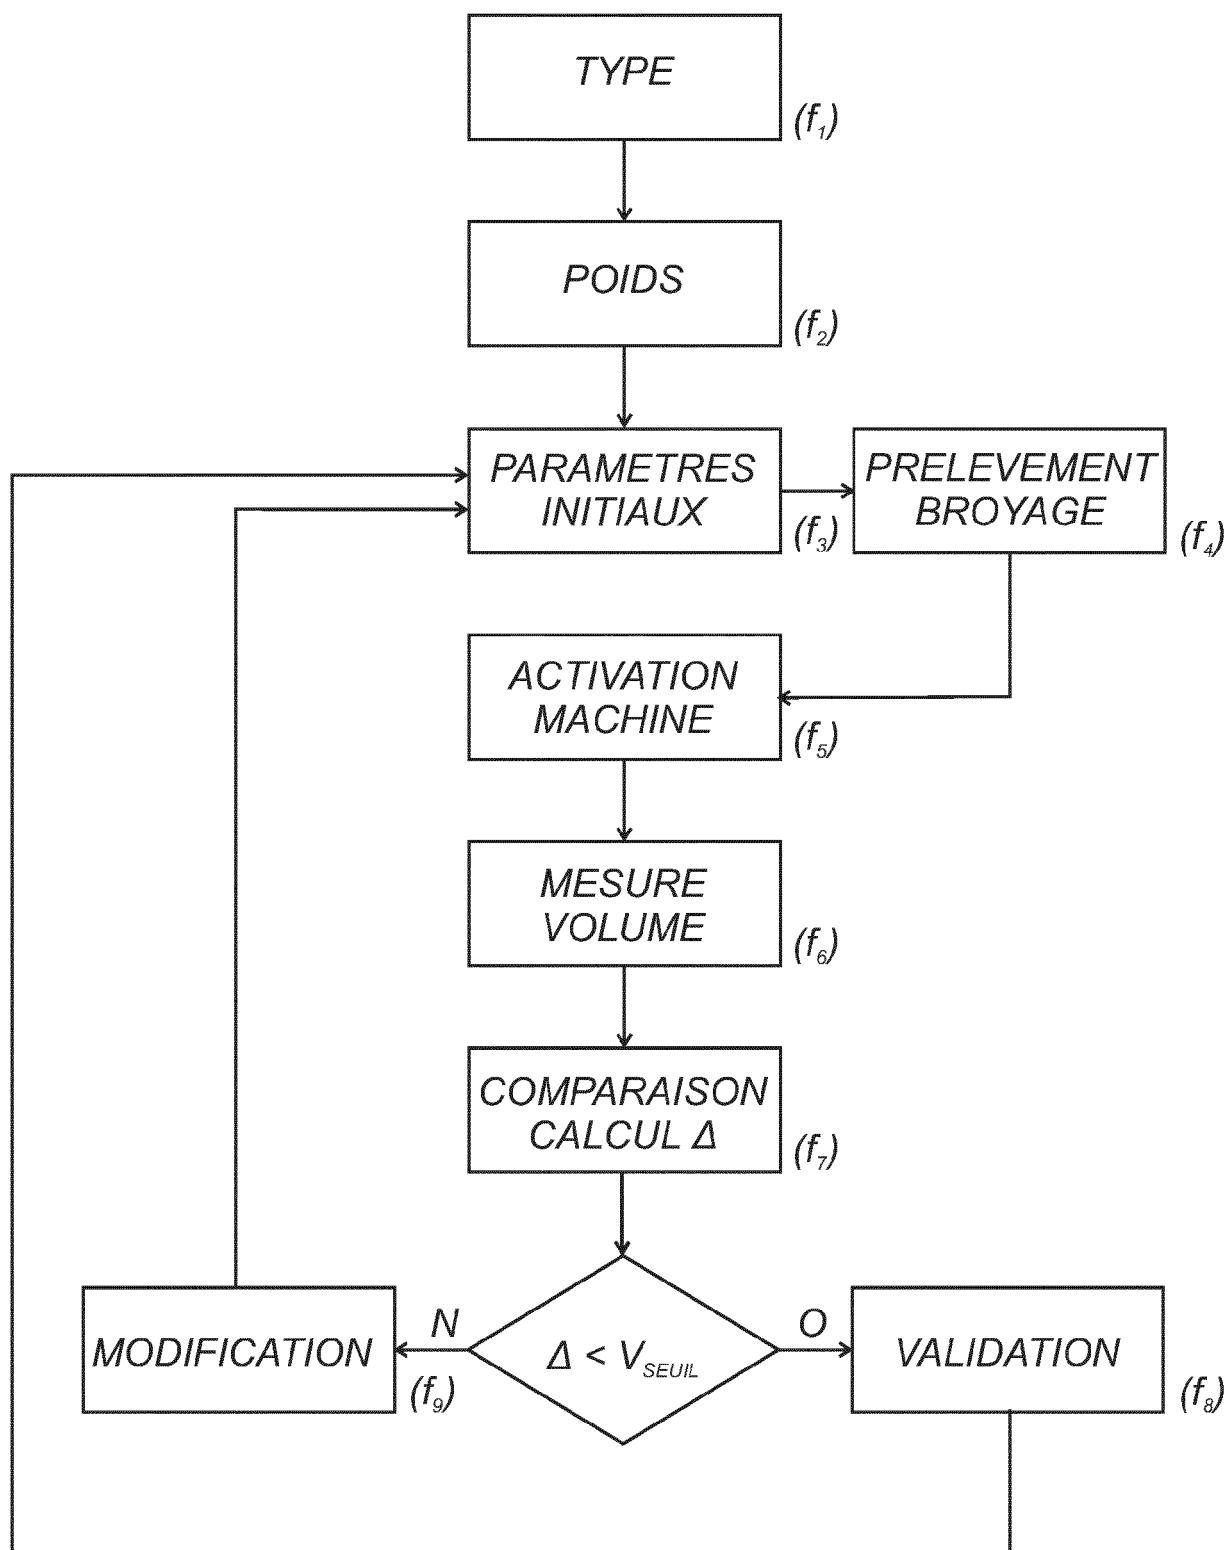 TYPE
(f1)
POIDS
(f2)
PARAMETRES
INITIAUX
(f3)
PRELEVEMENT
BROYAGE
(f4)
ACTIVATION
MACHINE
(f5)
MESURE
VOLUME
(f6)
COMPARAISON
CALCUL Δ
(f7)
MODIFICATION
(f9)
N
Δ < VSEUIL
O
VALIDATION
(f8)